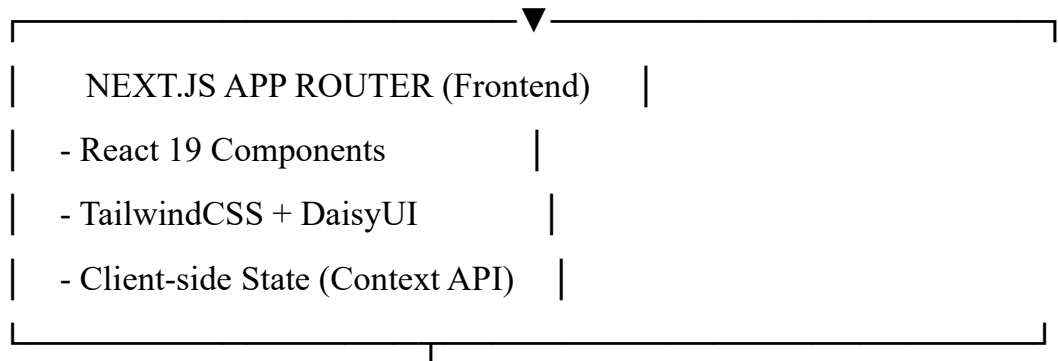 NEXT.JS APP ROUTER (Frontend)
- React 19 Components
- TailwindCSS + DaisyUI
- Client-side State (Context API)